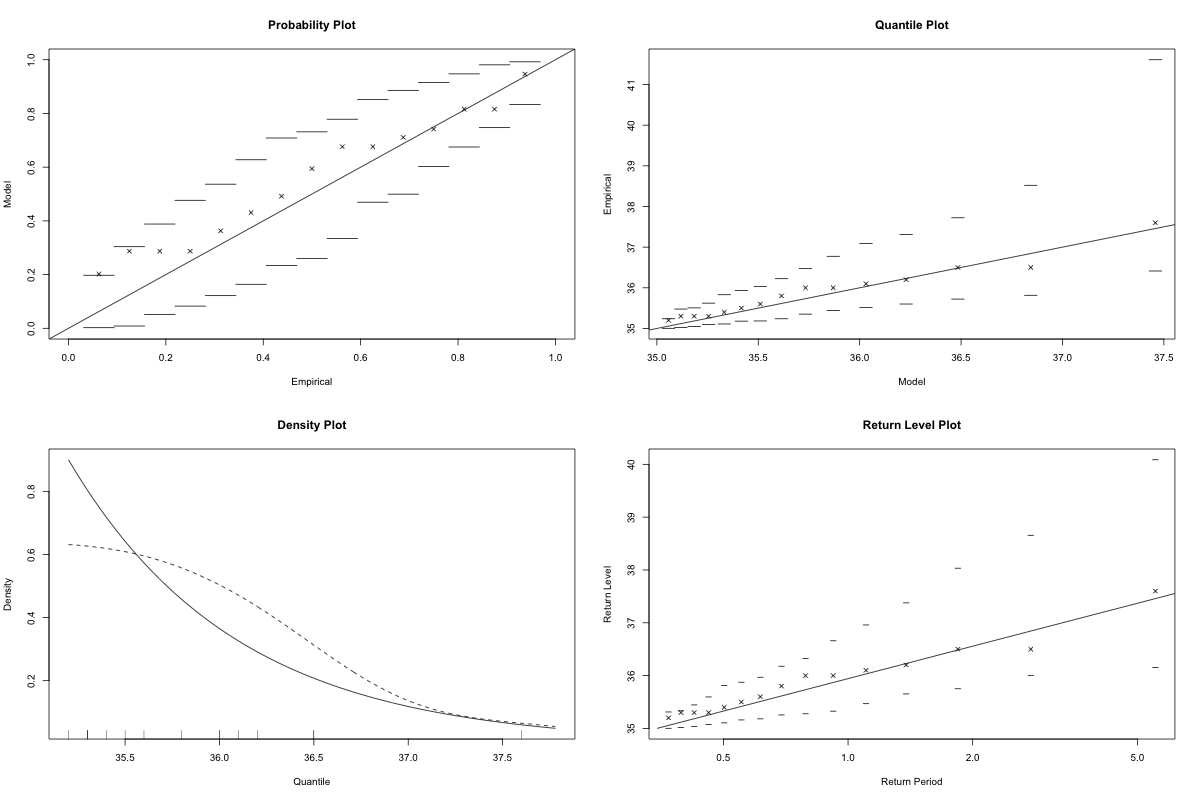 Probability Plot
Model
0.0 0.2 0.4 0.6 0.8 1.0
0.0 0.2 0.4 0.6 0.8 1.0
Empirical
Quantile Plot
Empirical
35 36 37 38 39 40 41
35.0 35.5 36.0 36.5 37.0 37.5
Model
Density Plot
Density
0.2 0.4 0.6 0.8
35.5 36.0 36.5 37.0 37.5
Quantile
Return Level Plot
Return Level
35 36 37 38 39 40
0.5 1.0 2.0 5.0
Return Period